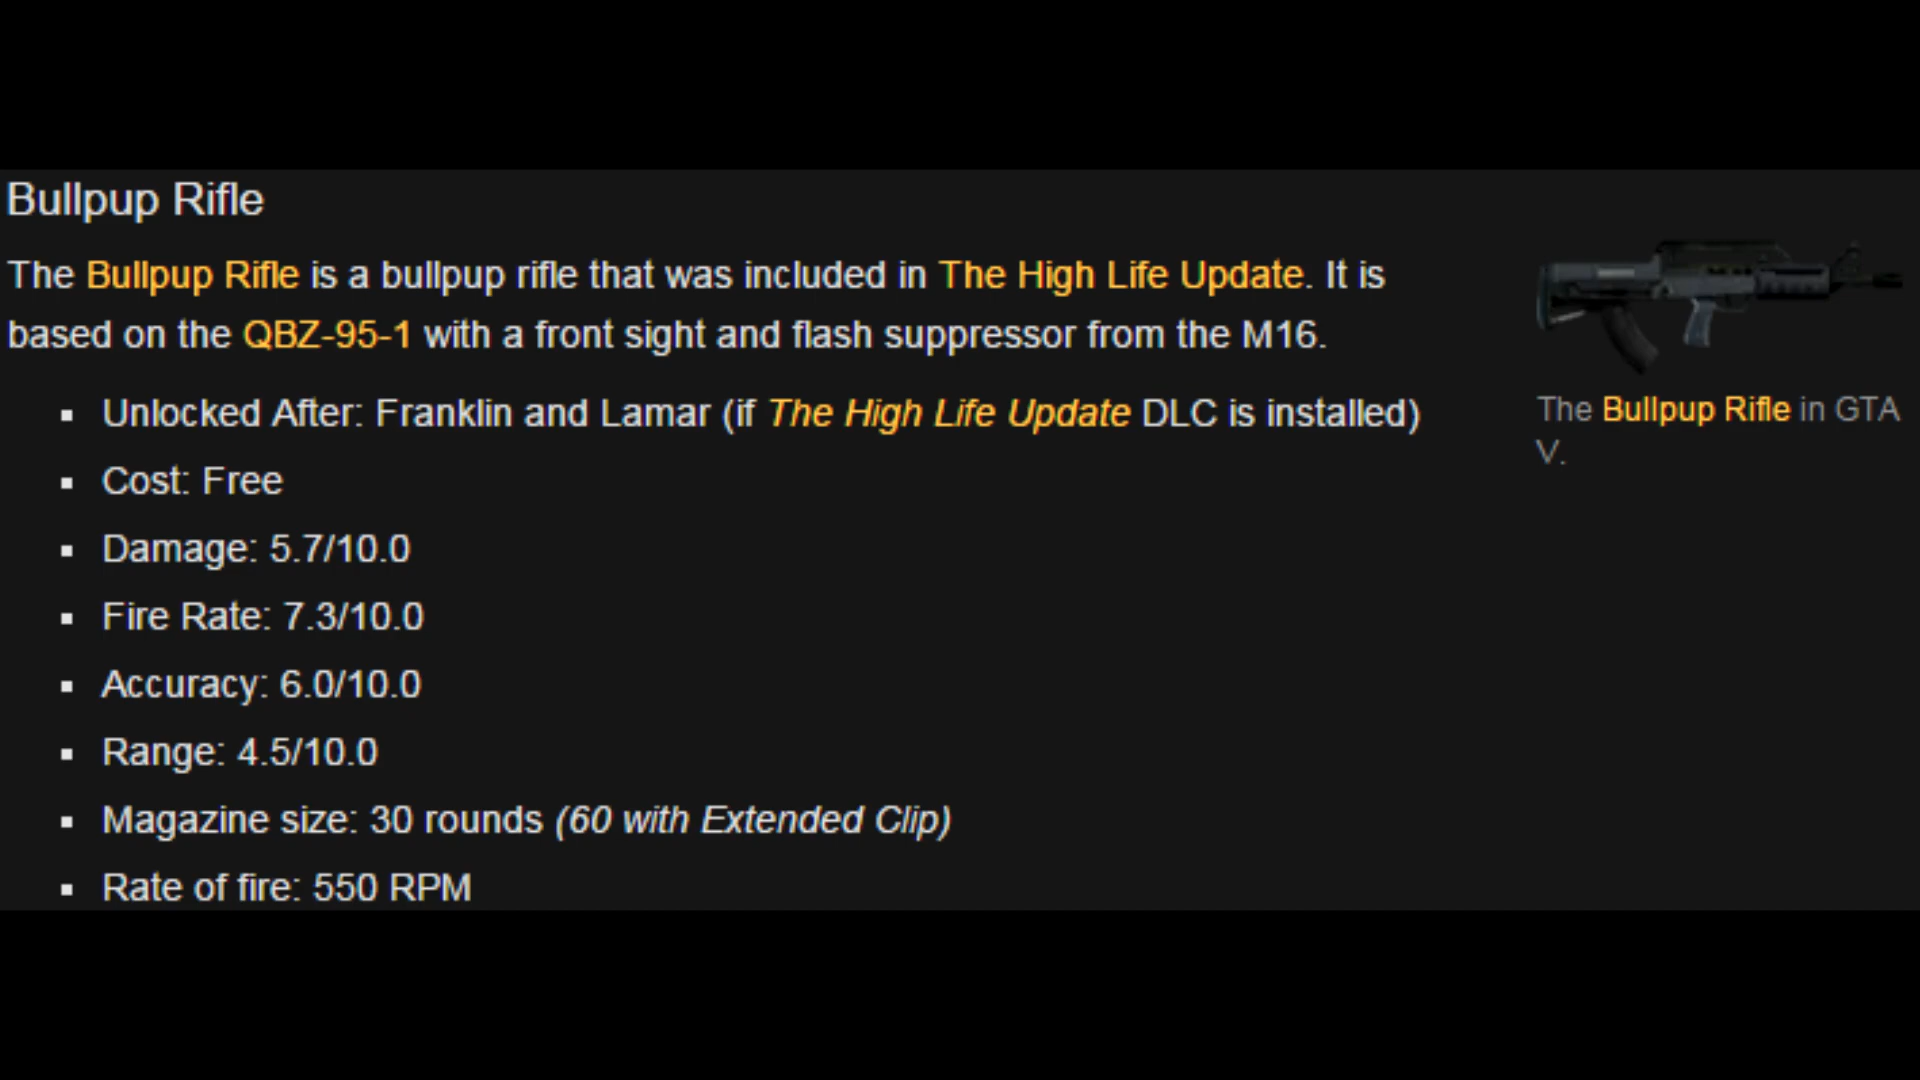 Bullpup Rifle
The Bullpup Rifle is a bullpup rifle that was included in The High Life Update. It is
based on the QBZ-95-1 with a front sight and flash suppressor from the M16.
Unlocked After: Franklin and Lamar (if The High Life Update DLC is installed)
Cost: Free
Damage: 5.7/10.0
Fire Rate: 7.3/10.0
Accuracy: 6.0/10.0
Range: 4.5/10.0
Magazine size: 30 rounds (60 with Extended Clip)
Rate of fire: 550 RPM
The Bullpup Rifle in GTA
V.